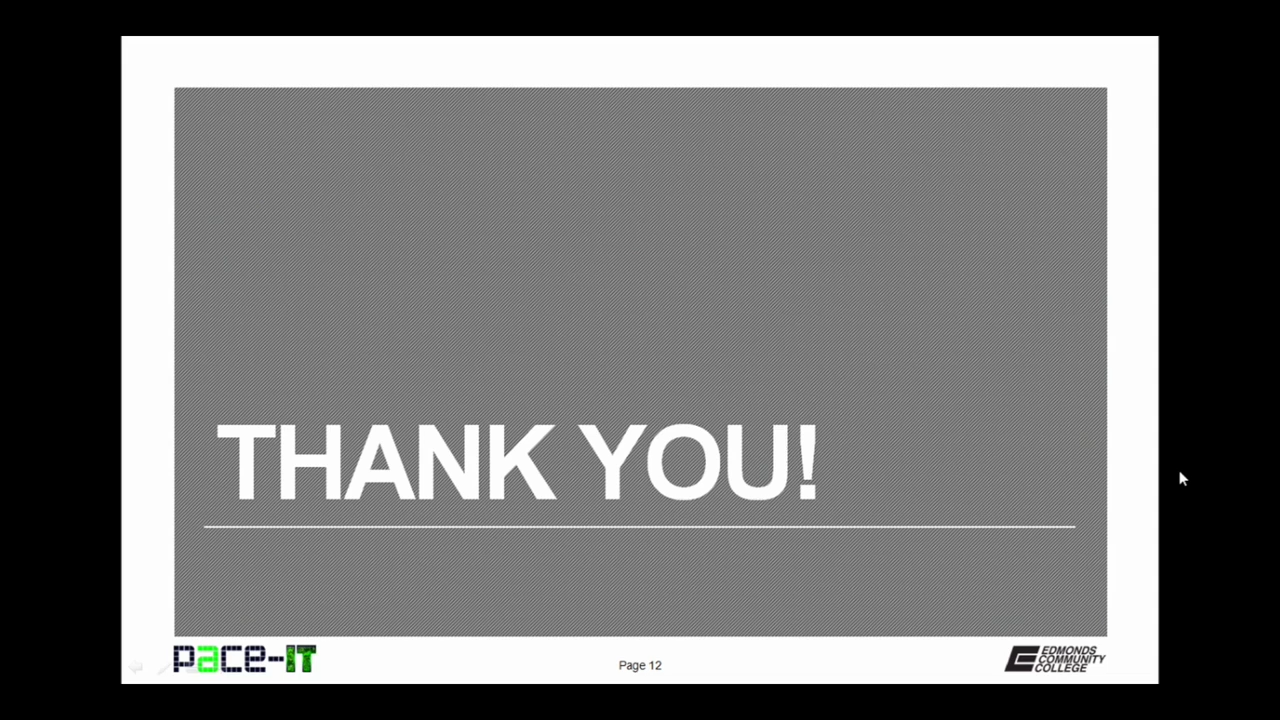 THANK YOU!
pace-IT
Page 12
EDMONDS
COMMUNITY
COLLEGE